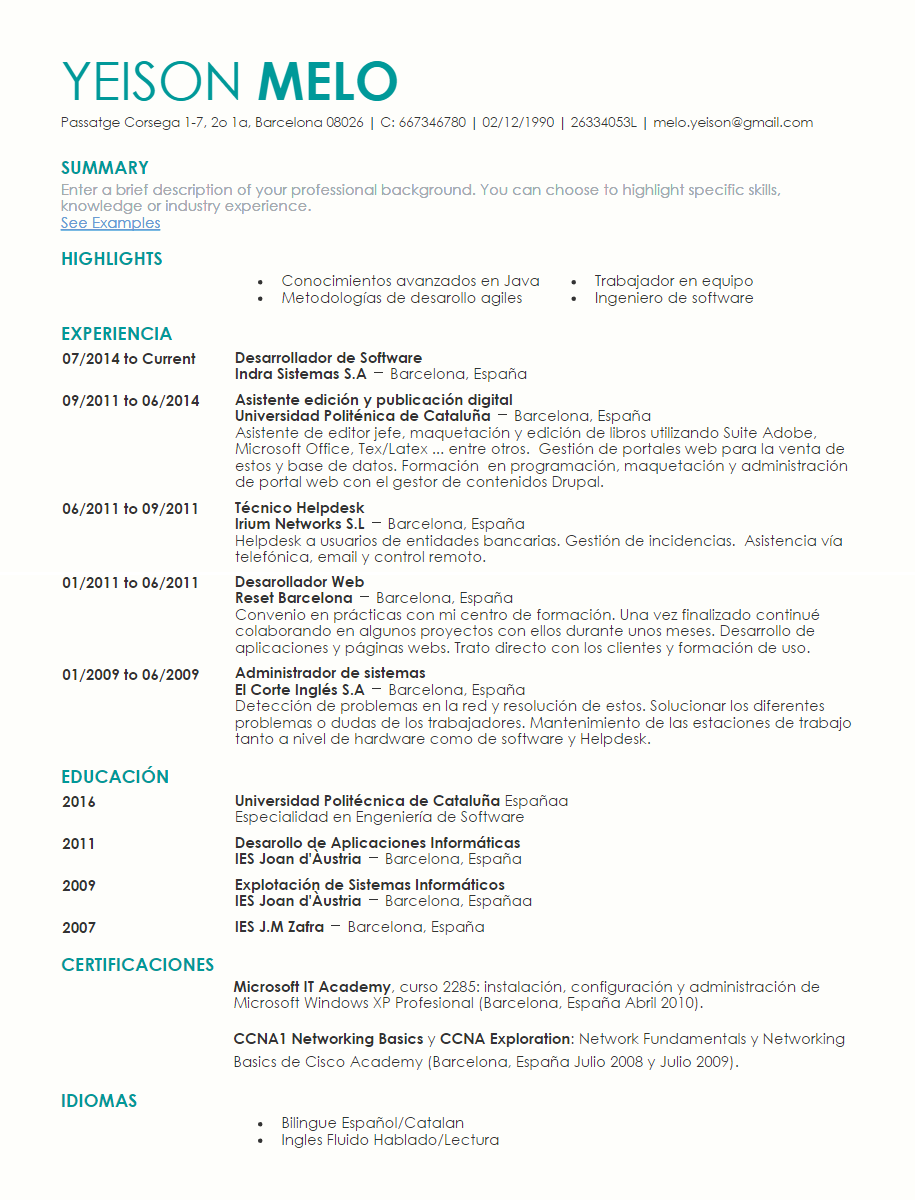 YEISON MELO
Passatge Corsega 1-7, 2o 1a, Barcelona 08026 | C: 667346780 | 02/12/1990 | 26334053L | melo.yeison@gmail.com
SUMMARY
Enter a brief description of your professional background. You can choose to highlight specific skills,
knowledge or industry experience.
See Examples
HIGHLIGHTS
• Conocimientos avanzados en Java
• Metodologías de desarollo agiles
• Trabajador en equipo
• Ingeniero de software
EXPERIENCIA
07/2014 to Current
Desarrollador de Software
Indra Sistemas S.A – Barcelona, España
09/2011 to 06/2014
Asistente edición y publicación digital
Universidad Politénica de Cataluña – Barcelona, España
Asistente de editor jefe, maquetación y edición de libros utilizando Suite Adobe,
Microsoft Office, Tex/Latex ... entre otros.  Gestión de portales web para la venta de
estos y base de datos. Formación  en programación, maquetación y administración
de portal web con el gestor de contenidos Drupal.
06/2011 to 09/2011
Técnico Helpdesk
Irium Networks S.L – Barcelona, España
Helpdesk a usuarios de entidades bancarias. Gestión de incidencias.  Asistencia vía
telefónica, email y control remoto.
01/2011 to 06/2011
Desarollador Web
Reset Barcelona – Barcelona, España
Convenio en prácticas con mi centro de formación. Una vez finalizado continué
colaborando en algunos proyectos con ellos durante unos meses. Desarrollo de
aplicaciones y páginas webs. Trato directo con los clientes y formación de uso.
01/2009 to 06/2009
Administrador de sistemas
El Corte Inglés S.A – Barcelona, España
Detección de problemas en la red y resolución de estos. Solucionar los diferentes
problemas o dudas de los trabajadores. Mantenimiento de las estaciones de trabajo
tanto a nivel de hardware como de software y Helpdesk.
EDUCACIÓN
2016
Universidad Politécnica de Cataluña Españaa
Especialidad en Engeniería de Software
2011
Desarollo de Aplicaciones Informáticas
IES Joan d'Àustria – Barcelona, España
2009
Explotación de Sistemas Informáticos
IES Joan d'Àustria – Barcelona, Españaa
2007
IES J.M Zafra – Barcelona, España
CERTIFICACIONES
Microsoft IT Academy, curso 2285: instalación, configuración y administración de
Microsoft Windows XP Profesional (Barcelona, España Abril 2010).
CCNA1 Networking Basics y CCNA Exploration: Network Fundamentals y Networking
Basics de Cisco Academy (Barcelona, España Julio 2008 y Julio 2009).
IDIOMAS
• Bilingue Español/Catalan
• Ingles Fluido Hablado/Lectura